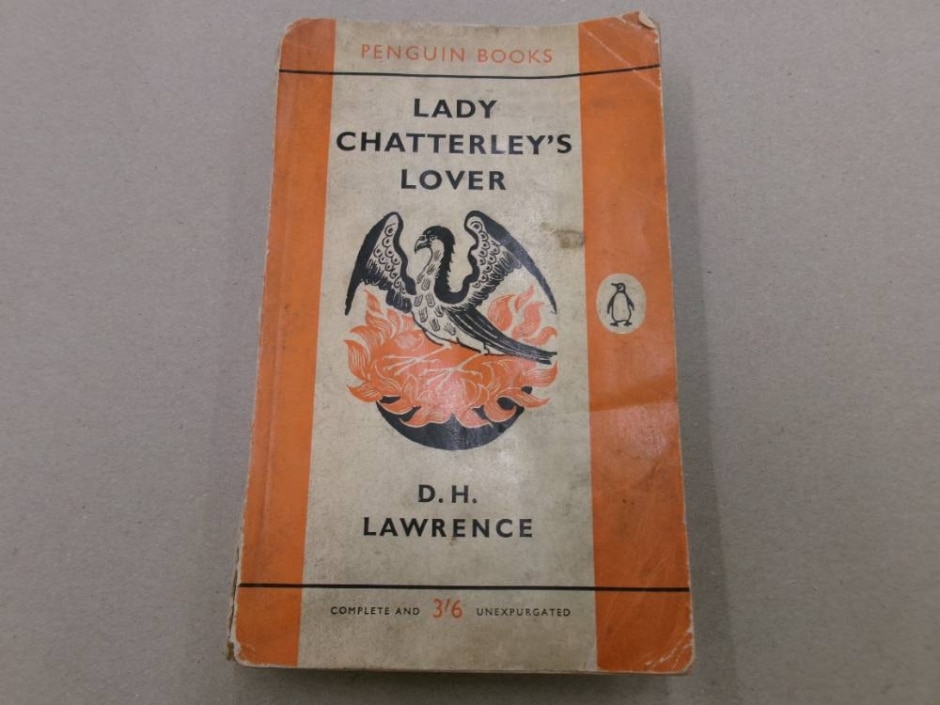 PENGUIN BOOKS
LADY
CHATTERLEY'S
LOVER
D. H.
LAWRENCE
COMPLETE AND 3/6 UNEXPURGATED